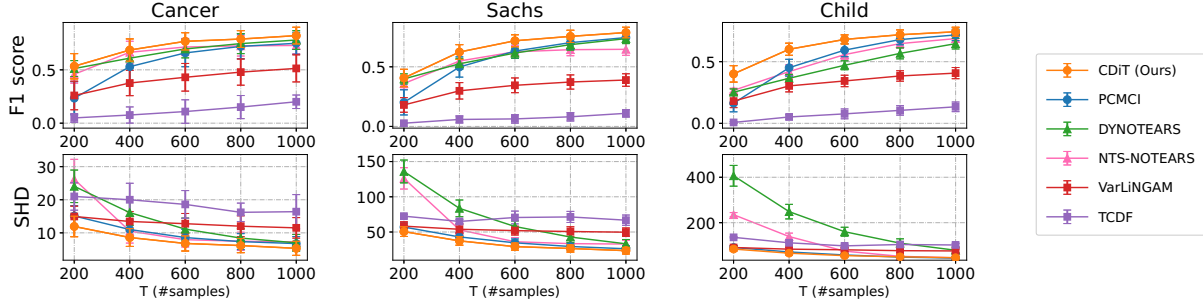 Cancer
Sachs
Child
F1 score
0.5
0.0
200 400 600 800 1000
0.5
0.0
200 400 600 800 1000
0.5
0.0
200 400 600 800 1000
SHD
30
20
10
200 400 600 800 1000
T (#samples)
150
100
50
200 400 600 800 1000
T (#samples)
400
200
200 400 600 800 1000
T (#samples)
CDiT (Ours)
PCMCI
DYNOTEARS
NTS-NOTEARS
VarLiNGAM
TCDF